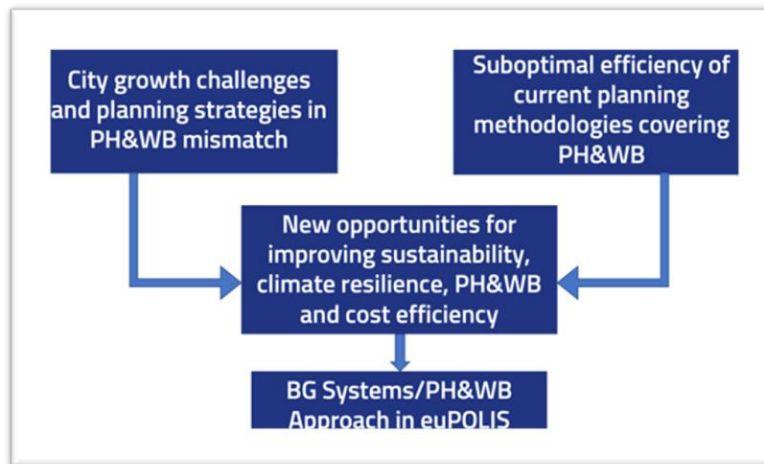 City growth challenges
and planning strategies in
PH&WB mismatch
Suboptimal efficiency of
current planning
methodologies covering
PH&WB
New opportunities for
improving sustainability,
climate resilience, PH&WB
and cost efficiency
BG Systems/PH&WB
Approach in euPOLIS